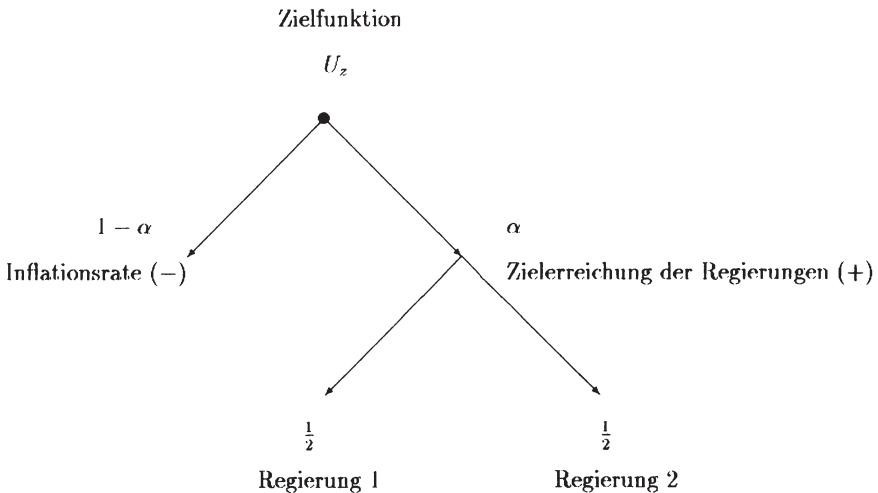 Zielfunktion
U_z
1 − α
α
Inflationsrate (−)
Zielerreichung der Regierungen (+)
1/2
1/2
Regierung 1
Regierung 2